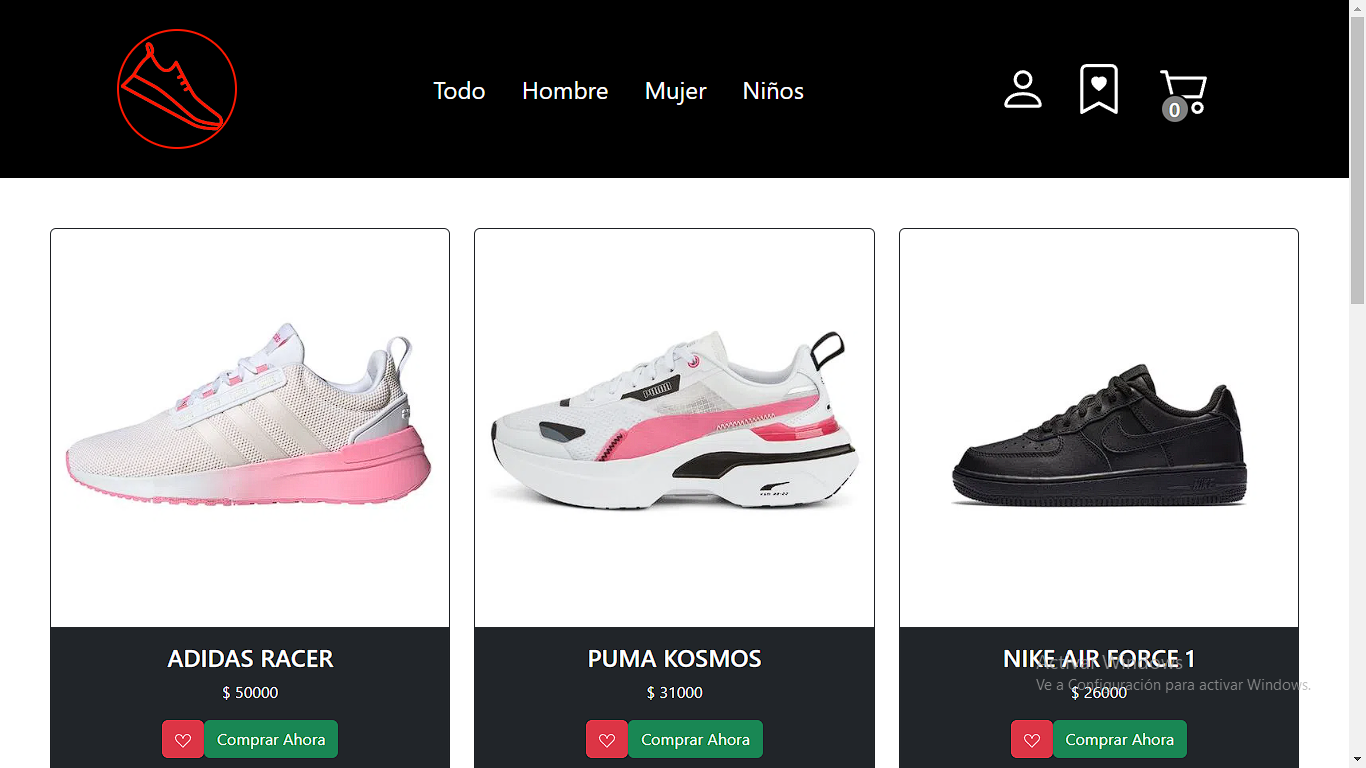 Todo Hombre Mujer Niños
0
PUMA
ADIDAS RACER
$ 50000
♡ Comprar Ahora
PUMA KOSMOS
$ 31000
♡ Comprar Ahora
NIKE AIR FORCE 1
$ 26000
♡ Comprar Ahora
Activar Windows
Ve a Configuración para activar Windows.